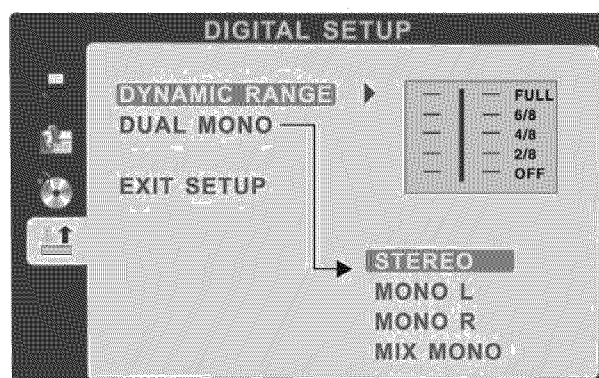 DIGITAL SETUP
DYNAMIC RANGE
DUAL MONO
EXIT SETUP
FULL
6/8
4/8
2/8
OFF
STEREO
MONO L
MONO R
MIX MONO